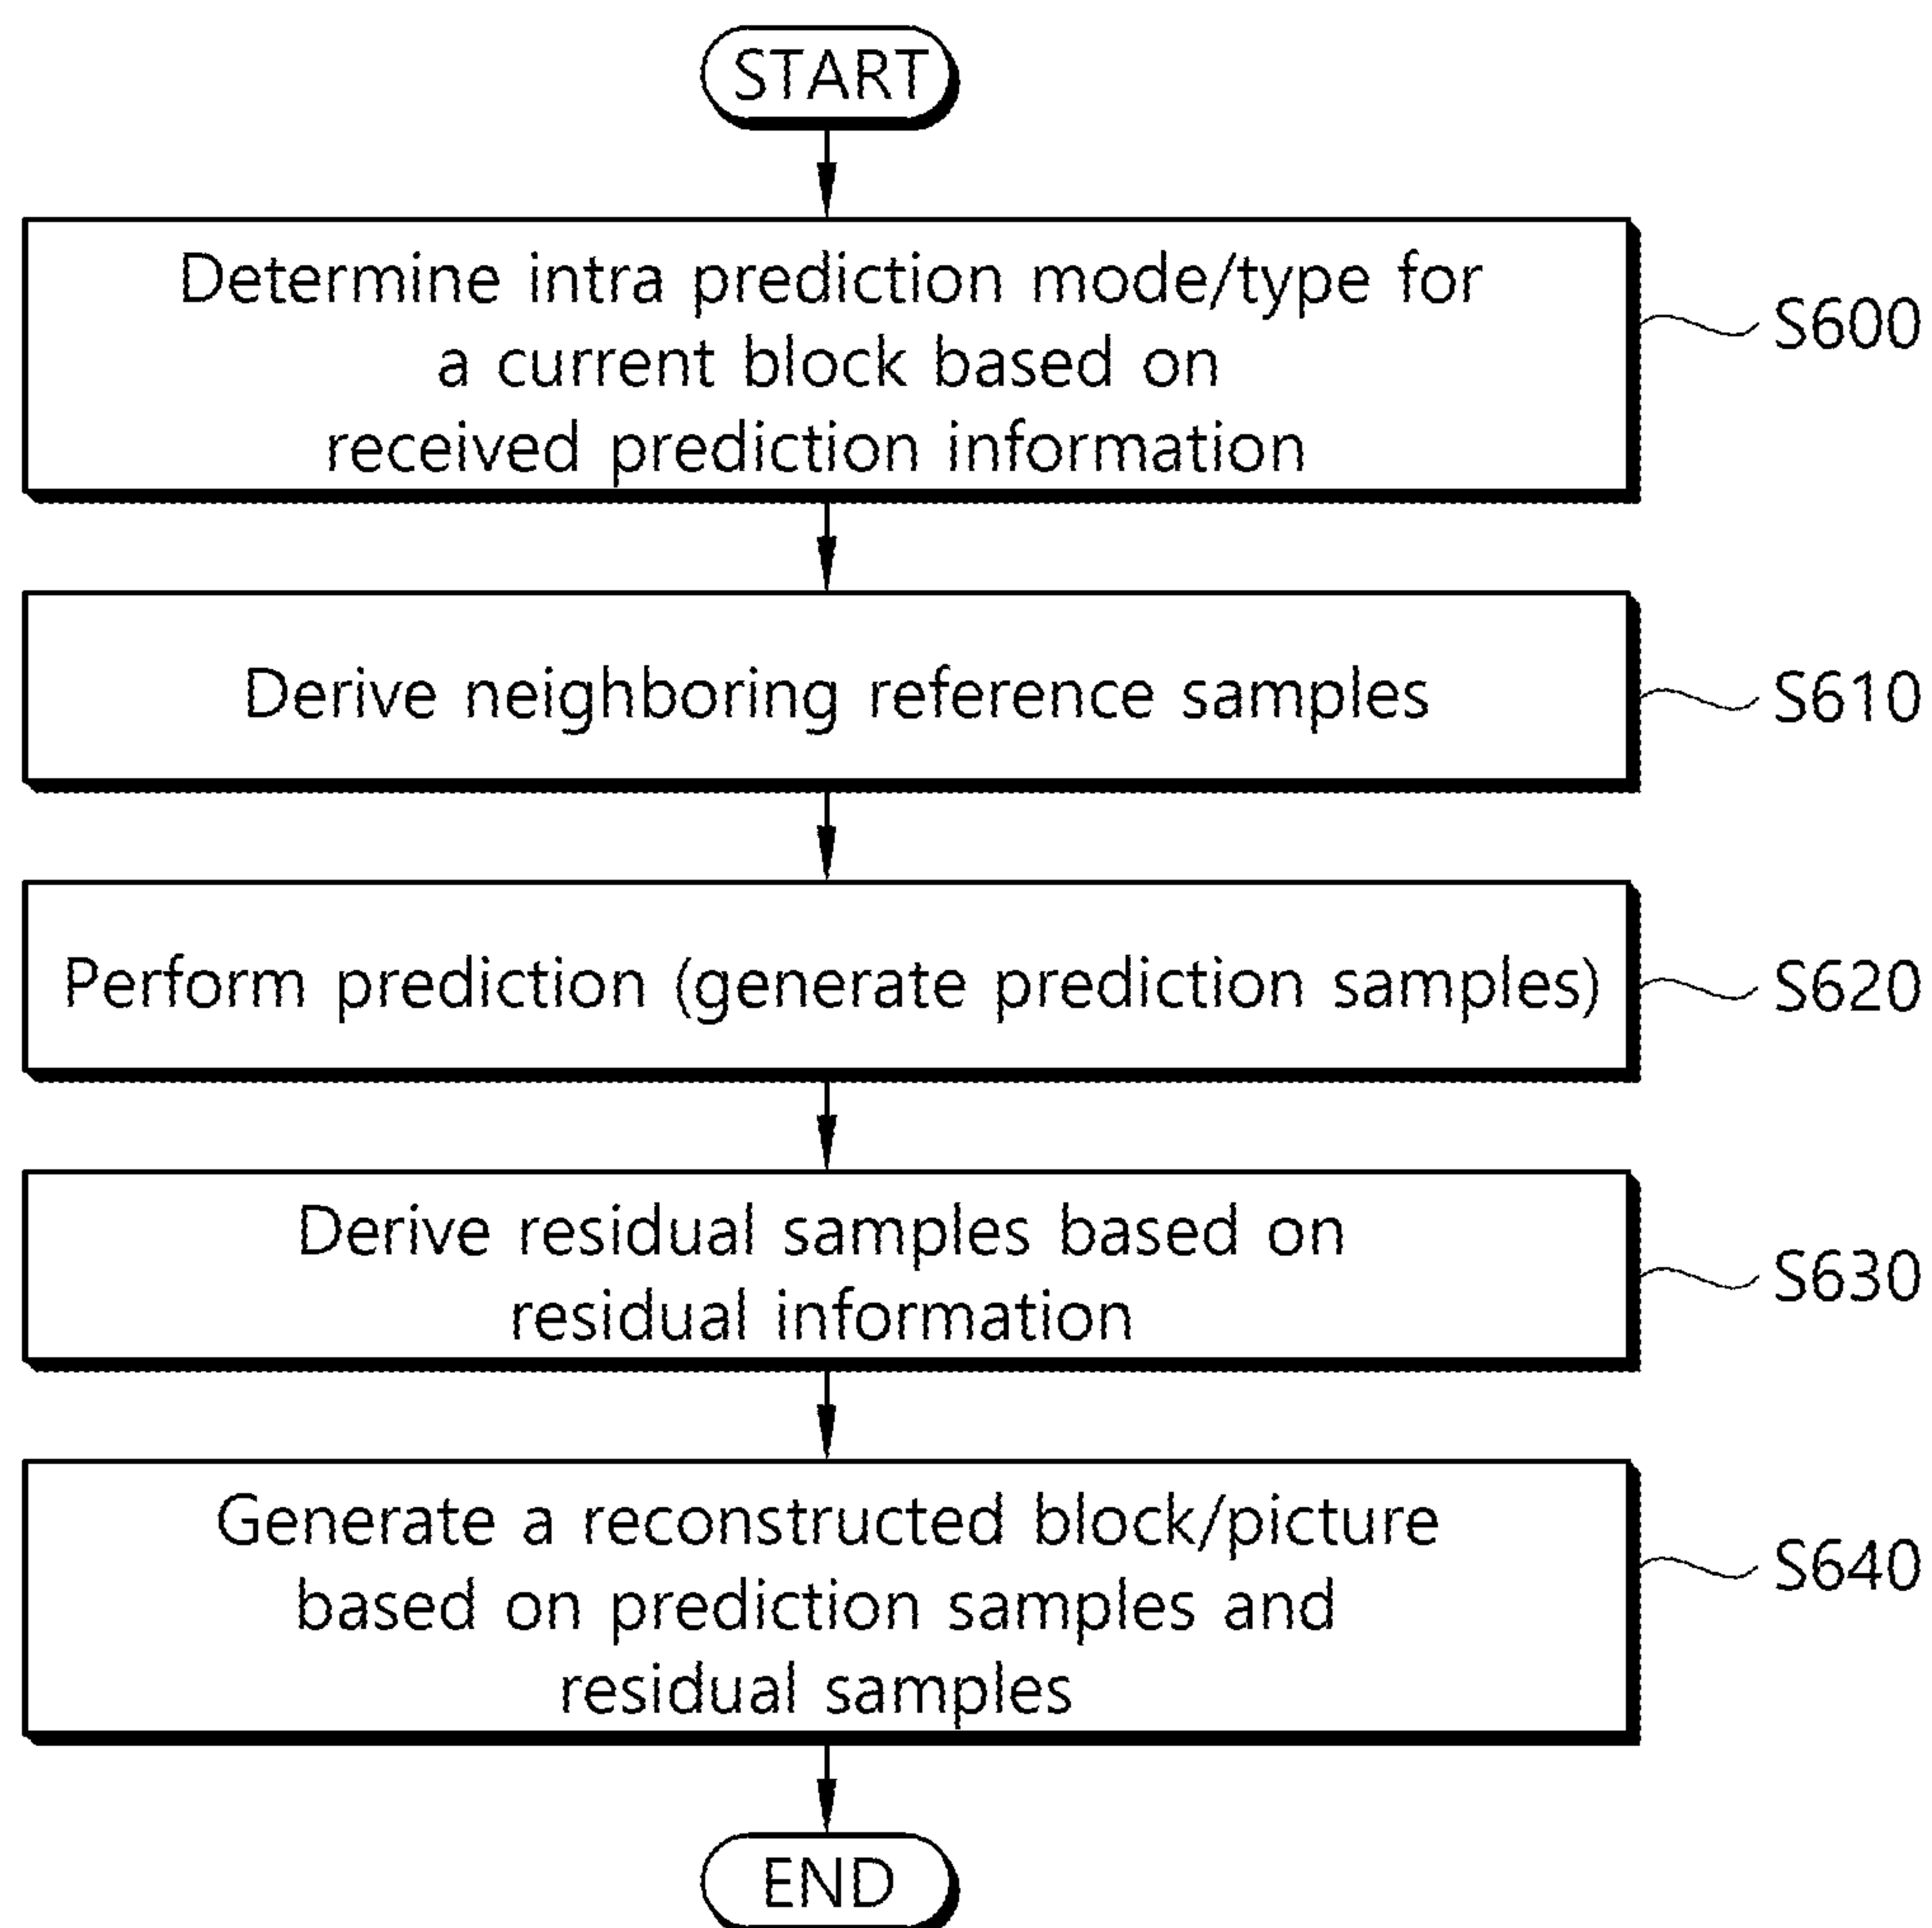 START
Determine intra prediction mode/type for
a current block based on
received prediction information
S600
Derive neighboring reference samples
S610
Perform prediction (generate prediction samples)
S620
Derive residual samples based on
residual information
S630
Generate a reconstructed block/picture
based on prediction samples and
residual samples
S640
END